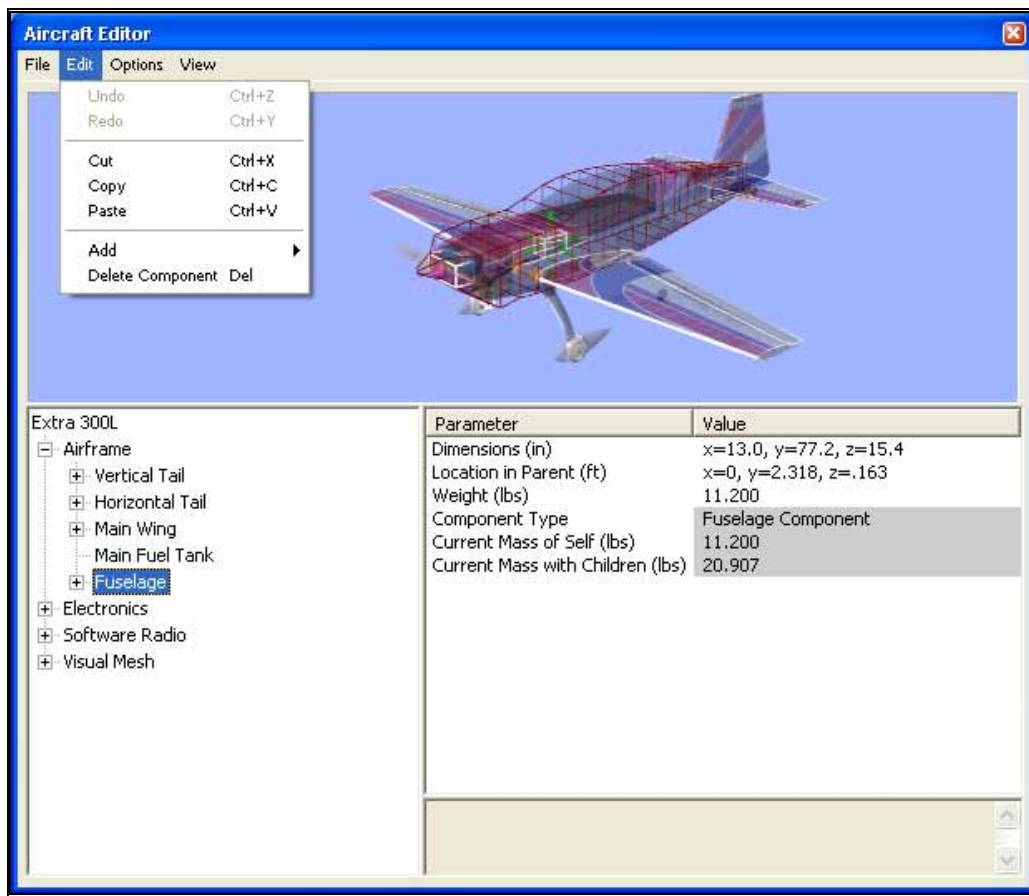 Aircraft Editor
File Edit Options View
Undo Ctrl+Z
Redo Ctrl+Y
Cut Ctrl+X
Copy Ctrl+C
Paste Ctrl+V
Add
Delete Component Del
Extra 300L
Airframe
Vertical Tail
Horizontal Tail
Main Wing
Main Fuel Tank
Fuselage
Electronics
Software Radio
Visual Mesh
Parameter Value
Dimensions (in) x=13.0, y=77.2, z=15.4
Location in Parent (ft) x=0, y=2.318, z=.163
Weight (lbs) 11.200
Component Type Fuselage Component
Current Mass of Self (lbs) 11.200
Current Mass with Children (lbs) 20.907